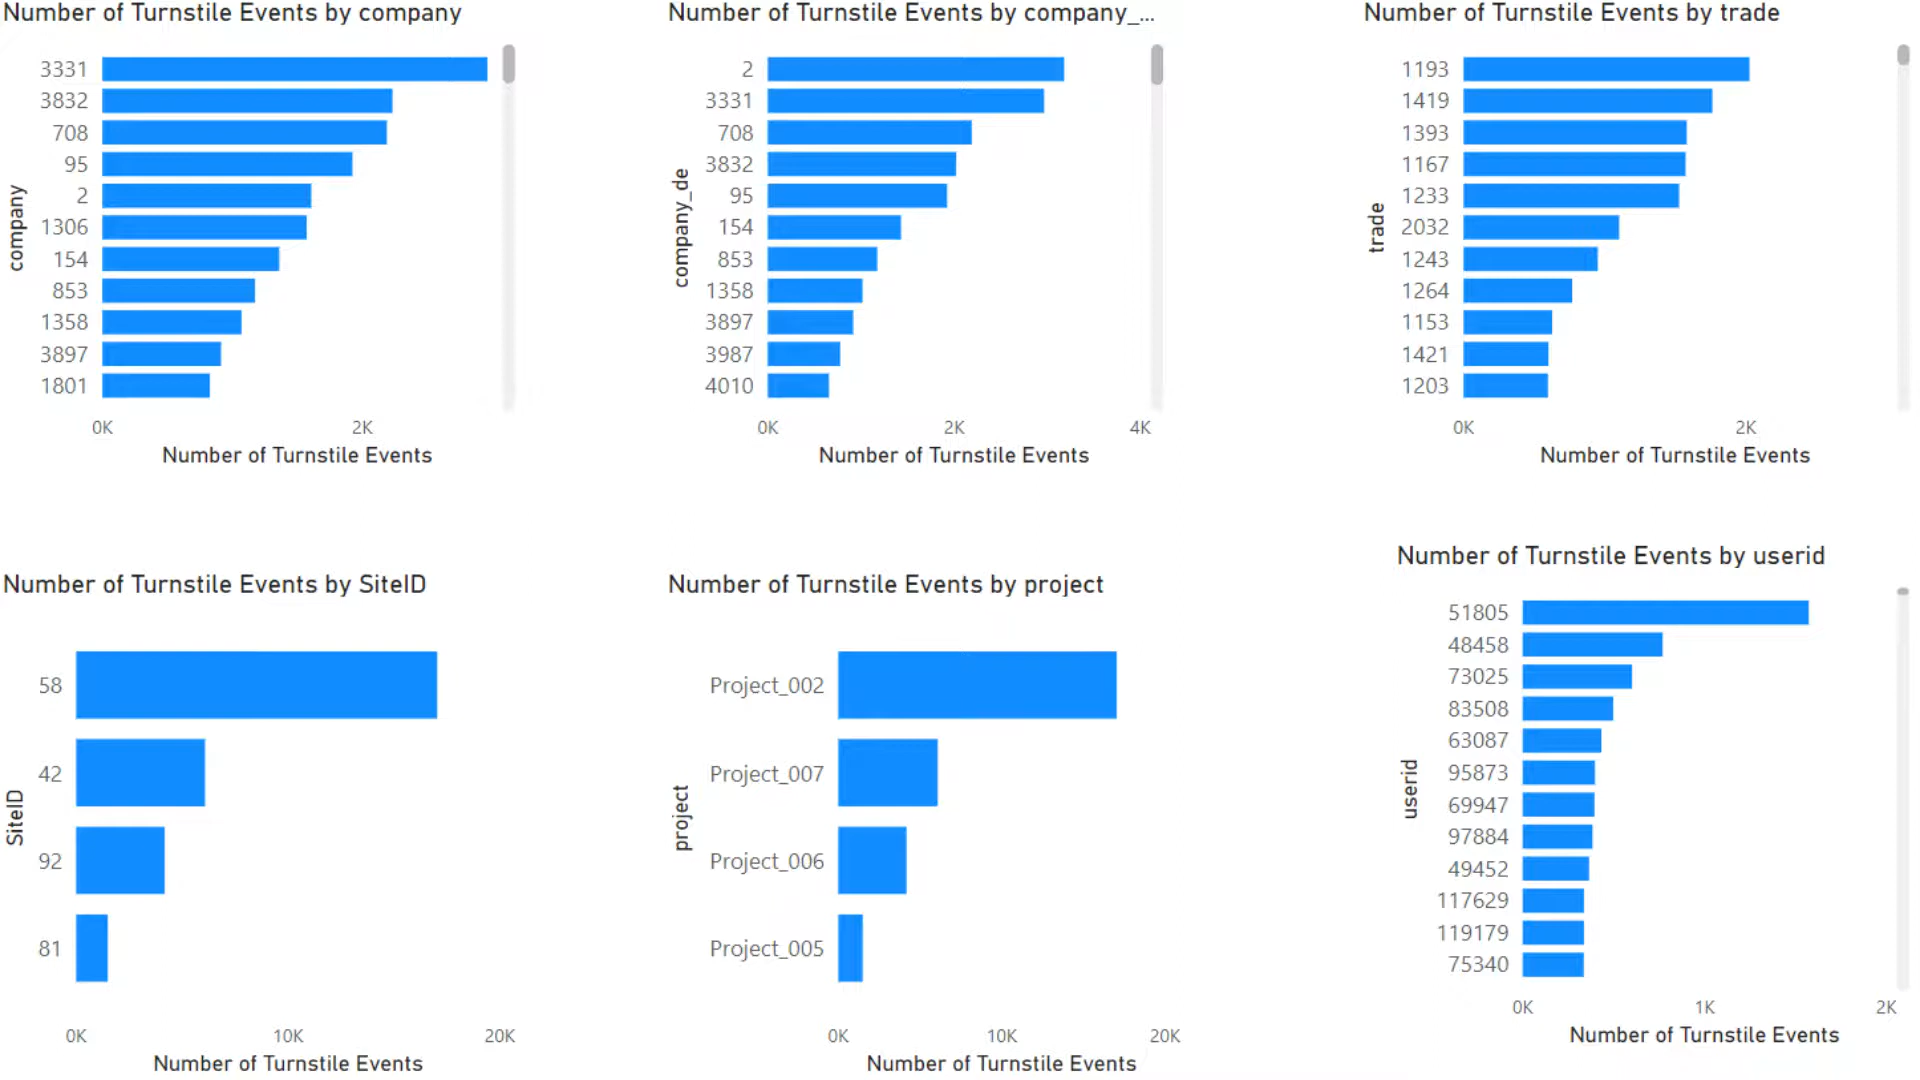 Number of Turnstile Events by company
company
3331
3832
708
95
2
1306
154
853
1358
3897
1801
0K 2K
Number of Turnstile Events
Number of Turnstile Events by company_...
company_de
2
3331
708
3832
95
154
853
1358
3897
3987
4010
0K 2K 4K
Number of Turnstile Events
Number of Turnstile Events by trade
trade
1193
1419
1393
1167
1233
2032
1243
1264
1153
1421
1203
0K 2K
Number of Turnstile Events
Number of Turnstile Events by SiteID
SiteID
58
42
92
81
0K 10K 20K
Number of Turnstile Events
Number of Turnstile Events by project
project
Project_002
Project_007
Project_006
Project_005
0K 10K 20K
Number of Turnstile Events
Number of Turnstile Events by userid
userid
51805
48458
73025
83508
63087
95873
69947
97884
49452
117629
119179
75340
0K 1K 2K
Number of Turnstile Events